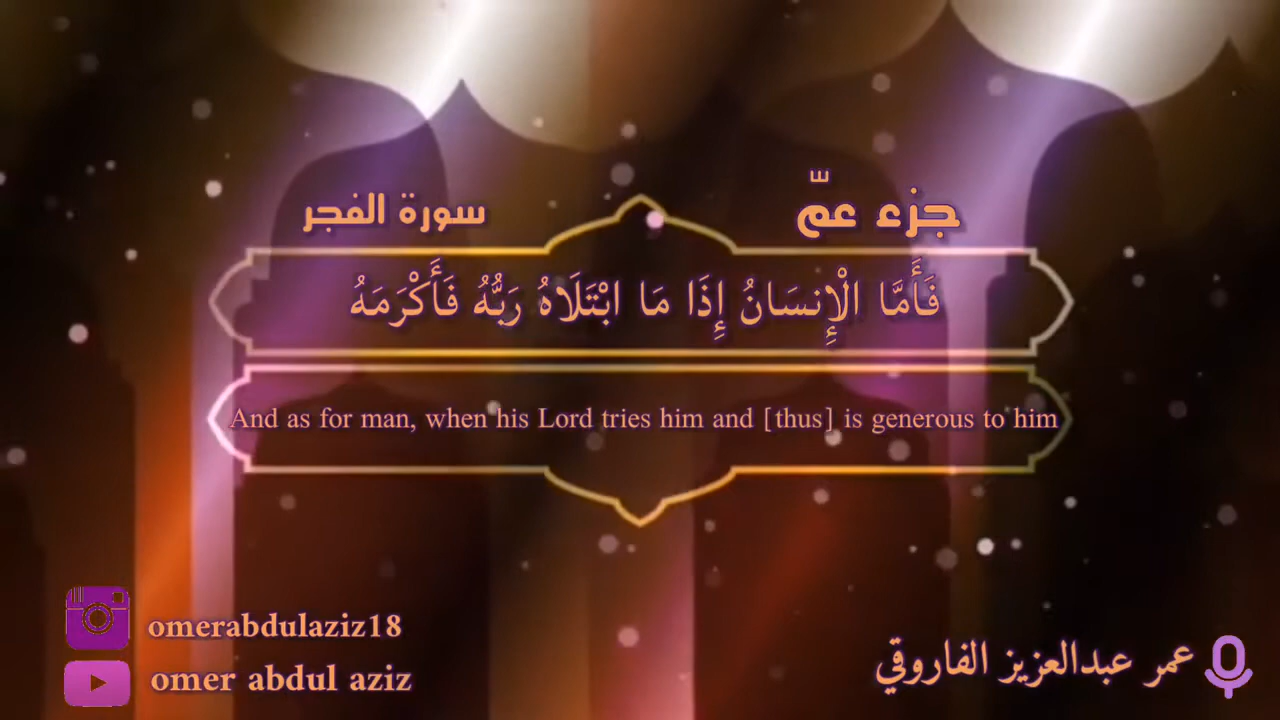 جزء عمّ
سورة الفجر
فَأَمَّا الْإِنسَانُ إِذَا مَا ابْتَلَاهُ رَبُّهُ فَأَكْرَمَهُ
And as for man, when his Lord tries him and [thus] is generous to him
omerabdulaziz18
omer abdul aziz
عمر عبدالعزيز الفاروقي